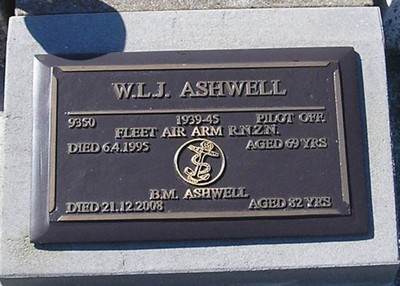 W.L.J. ASHWELL
9350 1939-45 PILOT OFF
FLEET AIR ARM R.N.Z.N.
DIED 6.4.1995 AGED 69 YRS
B.M. ASHWELL
DIED 21.12.2008 AGED 82 YRS